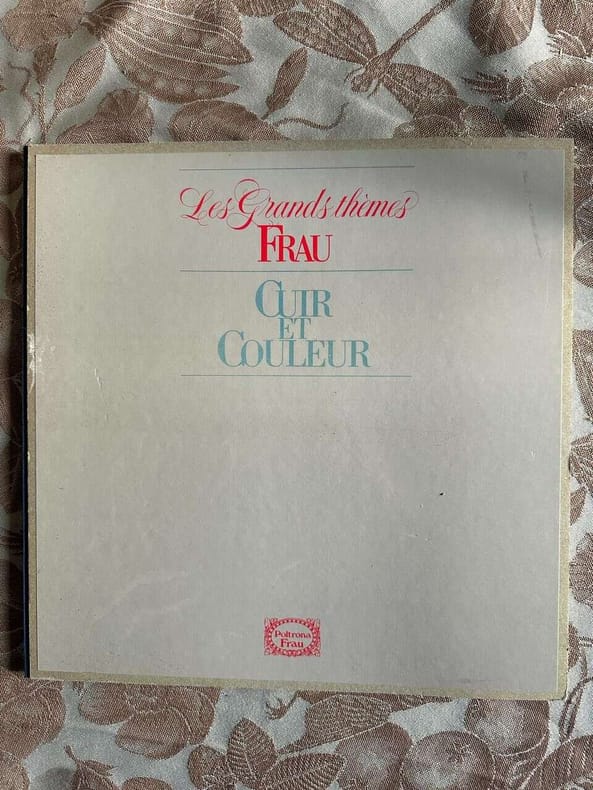 Les Grands thèmes
FRAU
CUIR
ET
COULEUR
Poltrona
Frau